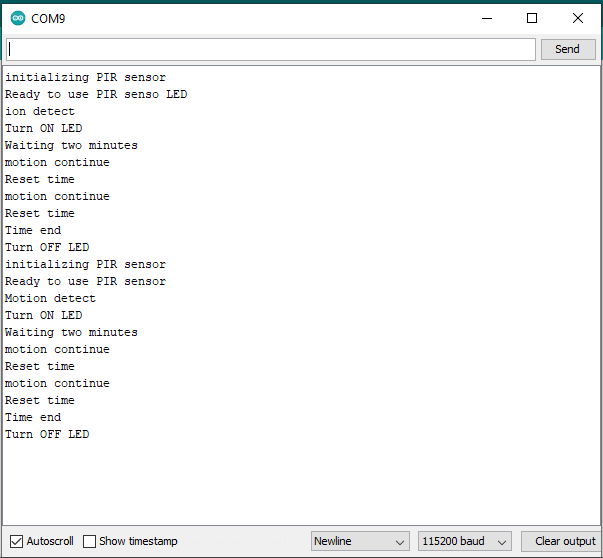 COM9
Send
initializing PIR sensor
Ready to use PIR senso LED
ion detect
Turn ON LED
Waiting two minutes
motion continue
Reset time
motion continue
Reset time
Time end
Turn OFF LED
initializing PIR sensor
Ready to use PIR sensor
Motion detect
Turn ON LED
Waiting two minutes
motion continue
Reset time
motion continue
Reset time
Time end
Turn OFF LED
Autoscroll Show timestamp Newline 115200 baud Clear output